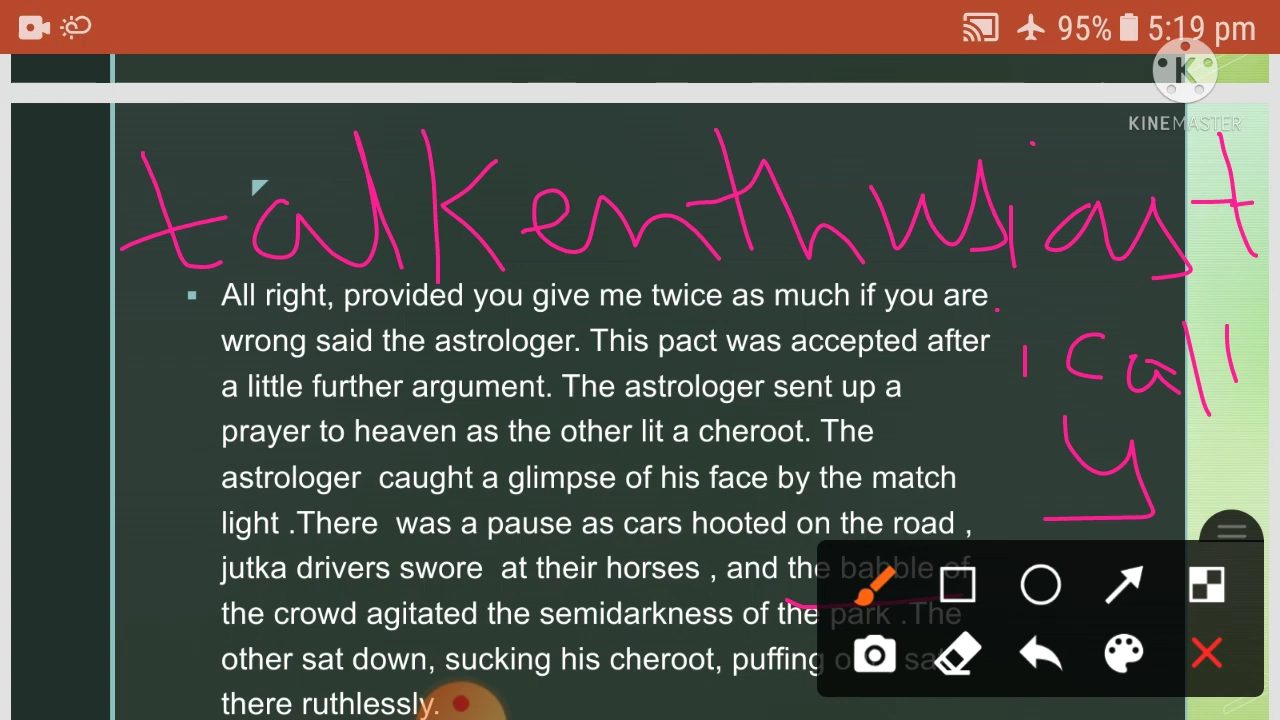 95% 5:19 pm
K
KINEMASTER
talk enthusiast
ically
All right, provided you give me twice as much if you are
wrong said the astrologer. This pact was accepted after
a little further argument. The astrologer sent up a
prayer to heaven as the other lit a cheroot. The
astrologer caught a glimpse of his face by the match
light .There was a pause as cars hooted on the road ,
jutka drivers swore at their horses , and the babble of
the crowd agitated the semidarkness of the park .The
other sat down, sucking his cheroot, puffing
there ruthlessly.